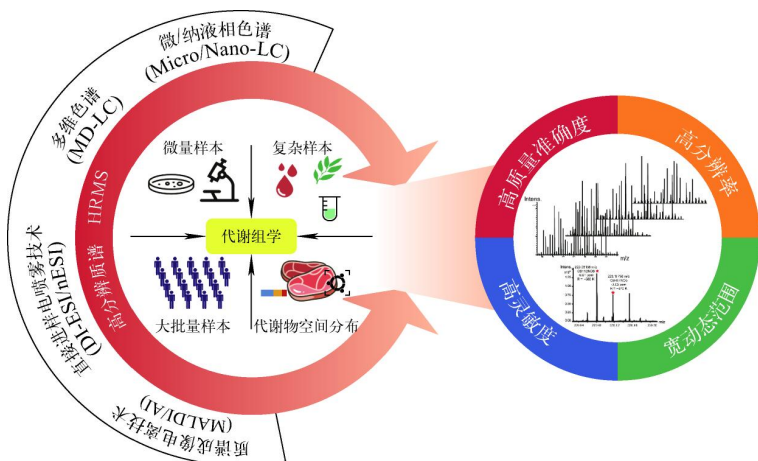 微/纳液相色谱
(Micro/Nano-LC)
多维色谱
(MD-LC)
直接进样电喷雾技术
(DI-ESI/nESI)
质谱成像电离技术
(MALDI/AI)
高分辨质谱 HRMS
微量样本
复杂样本
代谢组学
大批量样本
代谢物空间分布
高质量准确度
高分辨率
高灵敏度
宽动态范围
Intens.
m/z
Intens.